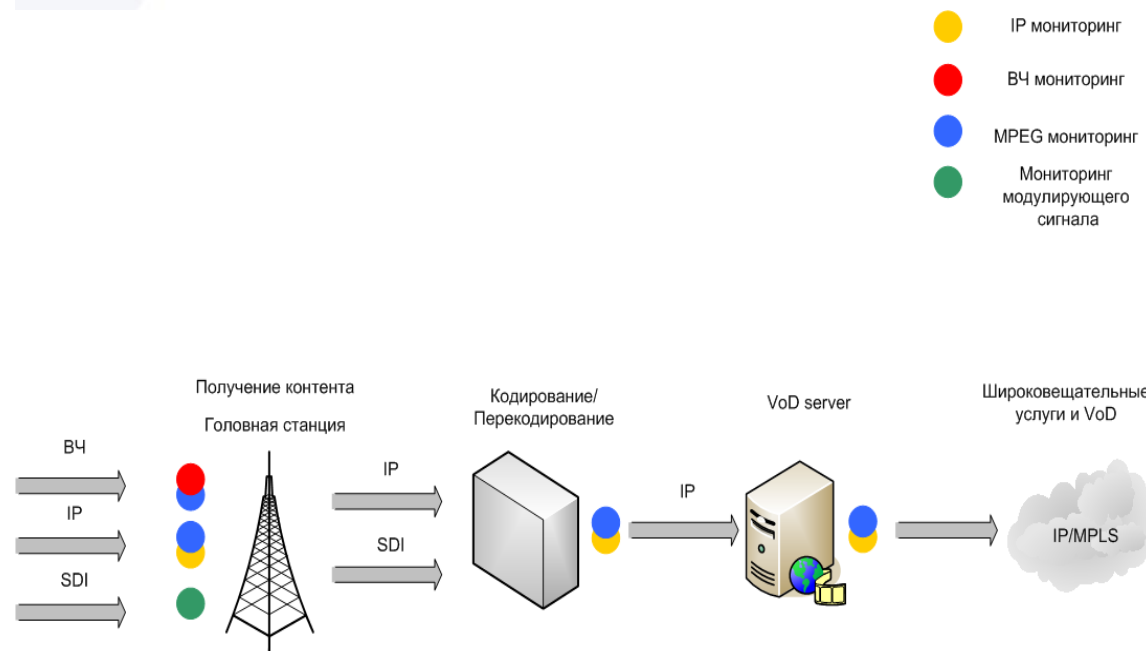 IP мониторинг
ВЧ мониторинг
MPEG мониторинг
Мониторинг
модулирующего
сигнала
Получение контента
Головная станция
Кодирование/
Перекодирование
VoD server
Широковещательные
услуги и VoD
ВЧ
IP
SDI
IP
SDI
IP
IP/MPLS